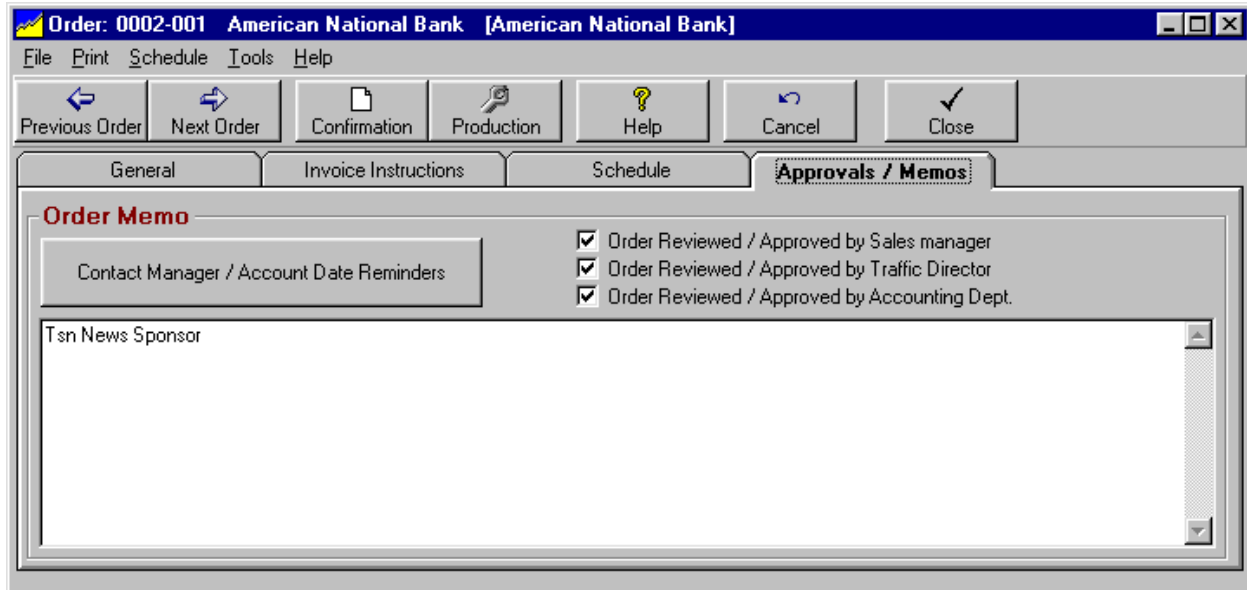 Order: 0002-001 American National Bank [American National Bank]
File Print Schedule Tools Help
Previous Order Next Order Confirmation Production Help Cancel Close
General Invoice Instructions Schedule Approvals / Memos
Order Memo
Contact Manager / Account Date Reminders
Order Reviewed / Approved by Sales manager
Order Reviewed / Approved by Traffic Director
Order Reviewed / Approved by Accounting Dept.
Tsn News Sponsor